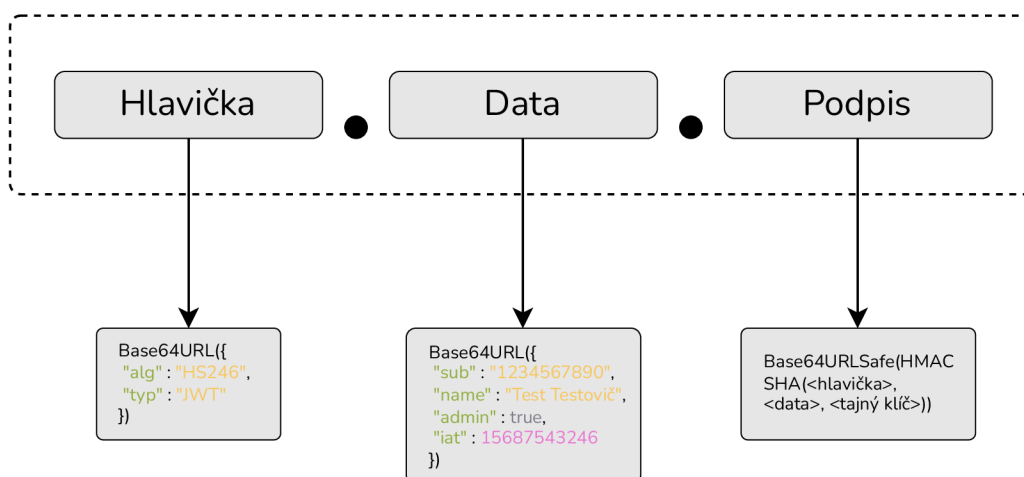 Hlavička
Data
Podpis
Base64URL({
"alg" : "HS246",
"typ" : "JWT"
})
Base64URL({
"sub" : "1234567890",
"name" : "Test Testovič",
"admin" : true,
"iat" : 15687543246
})
Base64URLSafe(HMAC
SHA(<hlavička>,
<data>, <tajný klíč>))